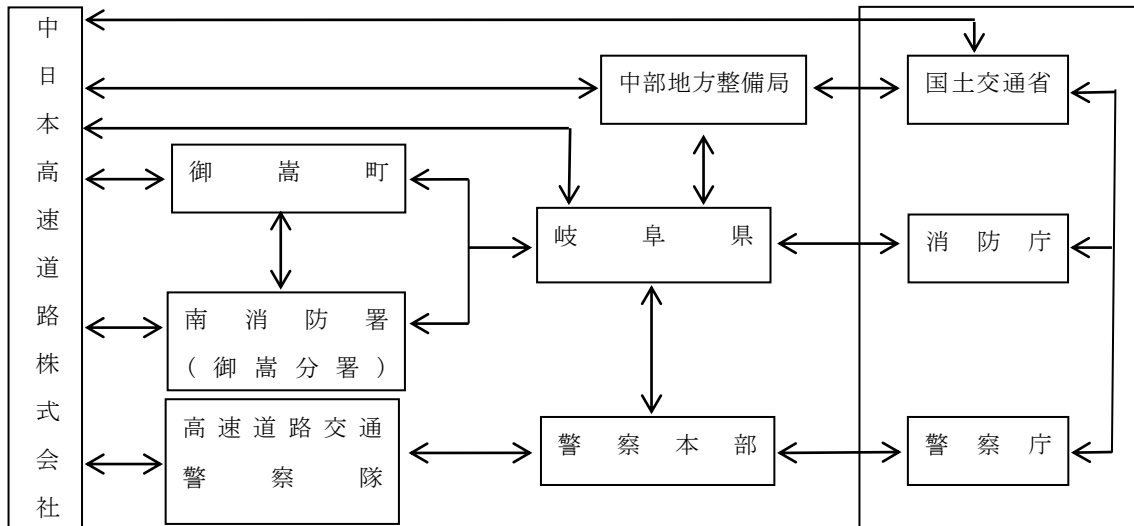 中日本高速道路株式会社
中部地方整備局
国土交通省
御嵩町
岐阜県
消防庁
南消防署
(御嵩分署)
高速道路交通
警察隊
警察本部
警察庁